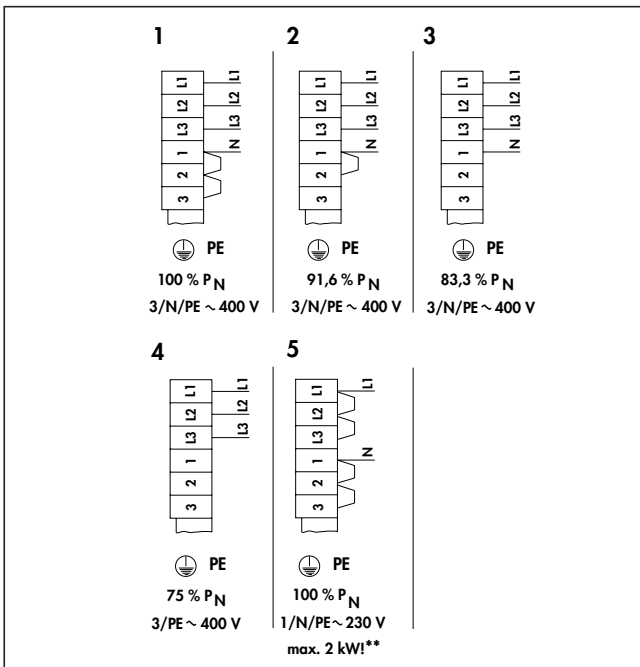 1 2 3
L1 L1 L1 L1 L1 L1
L2 L2 L2 L2 L2 L2
L3 L3 L3 L3 L3 L3
1 N 1 N 1 N
2 2 2
3 3 3
PE PE PE
100 % PN 91,6 % PN 83,3 % PN
3/N/PE ~ 400 V 3/N/PE ~ 400 V 3/N/PE ~ 400 V
4 5
L1 L1 L1 L1
L2 L2 L2
L3 L3 L3
1 1 N
2 2
3 3
PE PE
75 % PN 100 % PN
3/PE ~ 400 V 1/N/PE~ 230 V
max. 2 kW!**